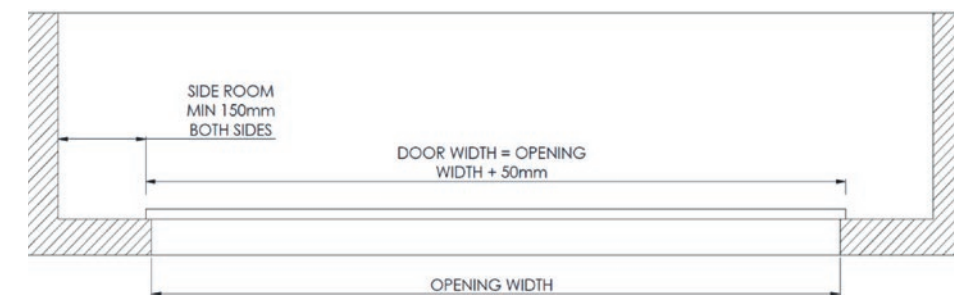 SIDE ROOM
MIN 150mm
BOTH SIDES
DOOR WIDTH = OPENING
WIDTH + 50mm
OPENING WIDTH